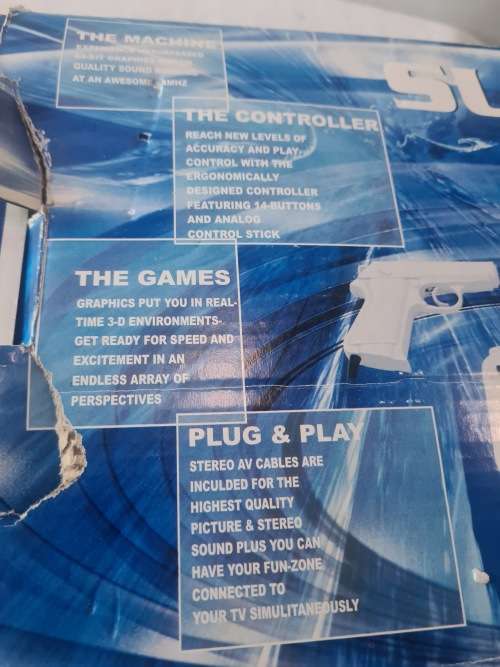 THE MACHINE
QUALITY SOUND
AT AN AWESOME MHZ
THE CONTROLLER
REACH NEW LEVELS OF
ACCURACY AND PLAY-
CONTROL WITH THE
ERGONOMICALLY
DESIGNED CONTROLLER
FEATURING 14-BUTTONS
AND ANALOG
CONTROL STICK
THE GAMES
GRAPHICS PUT YOU IN REAL-
TIME 3-D ENVIRONMENTS-
GET READY FOR SPEED AND
EXCITEMENT IN AN
ENDLESS ARRAY OF
PERSPECTIVES
PLUG & PLAY
STEREO AV CABLES ARE
INCULDED FOR THE
HIGHEST QUALITY
PICTURE & STEREO
SOUND PLUS YOU CAN
HAVE YOUR FUN-ZONE
CONNECTED TO
YOUR TV SIMULITANEOUSLY